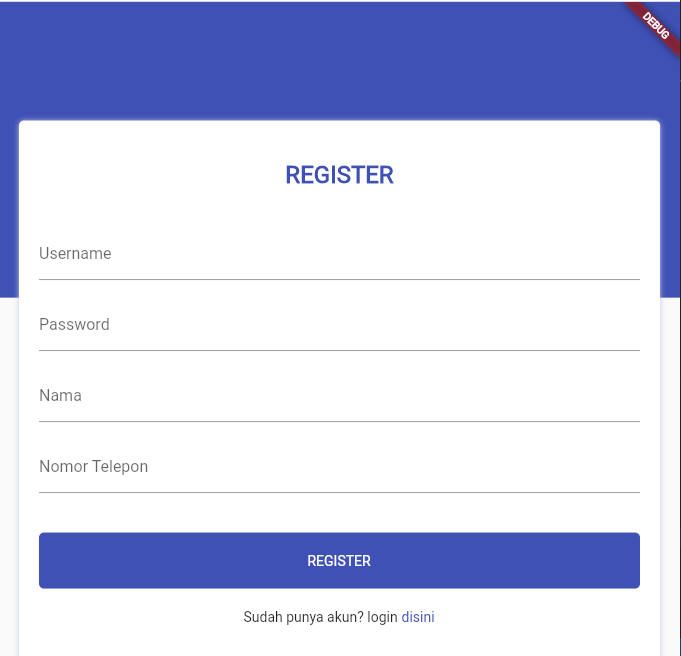 DEBUG
REGISTER
Username
Password
Nama
Nomor Telepon
REGISTER
Sudah punya akun? login disini